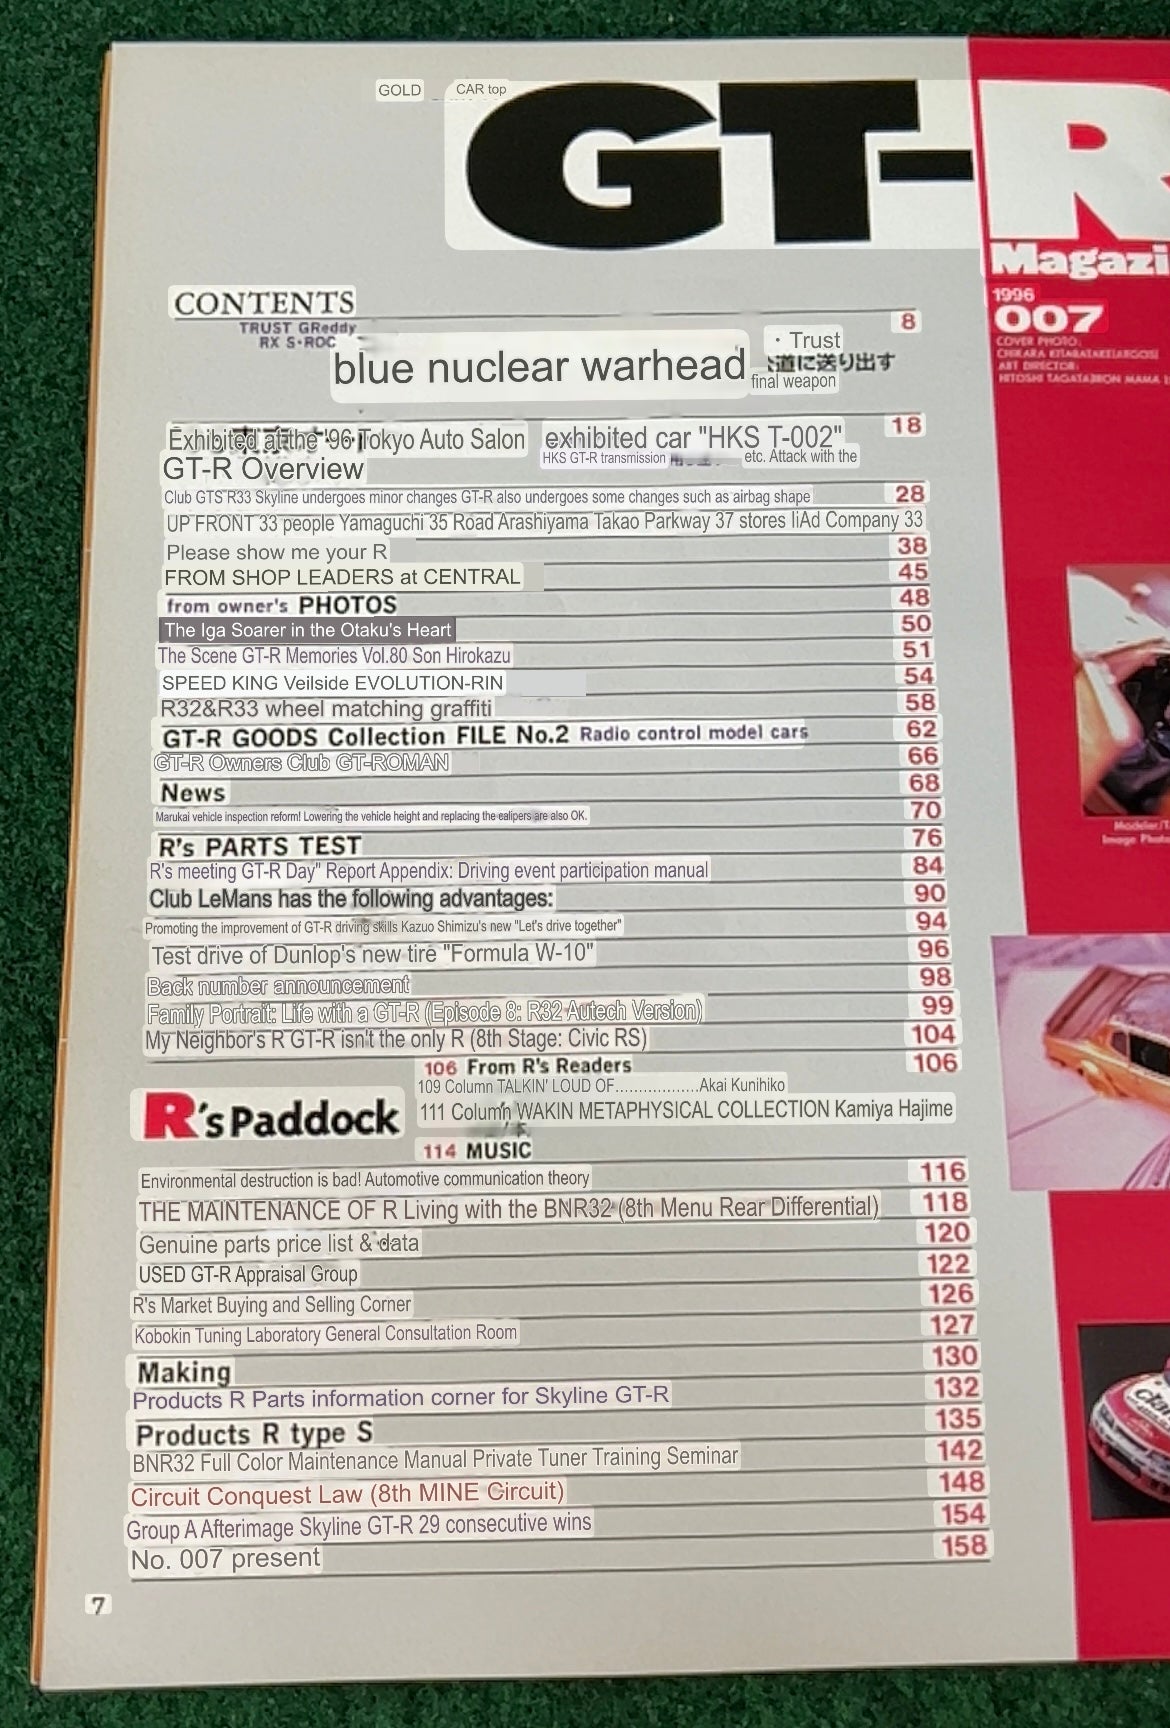 GOLD CAR top
GT-R
Magazi
1996
007
COVER PHOTO:
CHIKARA KITABATAKE(ARGOS)
ART DIRECTOR:
HITOSHI TAGATA(IRON MAMA
CONTENTS
8
TRUST GReddy
RX S·ROC
blue nuclear warhead
・Trust
道に送り出す
final weapon
18
Exhibited at the '96 Tokyo Auto Salon exhibited car "HKS T-002"
HKS GT-R transmission etc. Attack with the
GT-R Overview
Club GTS R33 Skyline undergoes minor changes GT-R also undergoes some changes such as airbag shape 28
UP FRONT 33 people Yamaguchi 35 Road Arashiyama Takao Parkway 37 stores liAd Company 33
Please show me your R 38
FROM SHOP LEADERS at CENTRAL 45
from owner's PHOTOS 48
The Iga Soarer in the Otaku's Heart 50
The Scene GT-R Memories Vol.80 Son Hirokazu 51
SPEED KING Veilside EVOLUTION-RIN 54
R32&R33 wheel matching graffiti 58
GT-R GOODS Collection FILE No.2 Radio control model cars 62
GT-R Owners Club GT-ROMAN 66
News 68
Marukai vehicle inspection reform! Lowering the vehicle height and replacing the calipers are also OK. 70
R's PARTS TEST 76
R's meeting GT-R Day" Report Appendix: Driving event participation manual 84
Club LeMans has the following advantages: 90
Promoting the improvement of GT-R driving skills Kazuo Shimizu's new "Let's drive together" 94
Test drive of Dunlop's new tire "Formula W-10" 96
Back number announcement 98
Family Portrait: Life with a GT-R (Episode 8: R32 Autech Version) 99
My Neighbor's R GT-R isn't the only R (8th Stage: Civic RS) 104
106 From R's Readers 106
109 Column TALKIN' LOUD OF..................Akai Kunihiko
R's Paddock
111 Column WAKIN METAPHYSICAL COLLECTION Kamiya Hajime
114 MUSIC
Environmental destruction is bad! Automotive communication theory 116
THE MAINTENANCE OF R Living with the BNR32 (8th Menu Rear Differential) 118
Genuine parts price list & data 120
USED GT-R Appraisal Group 122
R's Market Buying and Selling Corner 126
Kobokin Tuning Laboratory General Consultation Room 127
Making 130
Products R Parts information corner for Skyline GT-R 132
Products R type S 135
BNR32 Full Color Maintenance Manual Private Tuner Training Seminar 142
Circuit Conquest Law (8th MINE Circuit) 148
Group A Afterimage Skyline GT-R 29 consecutive wins 154
No. 007 present 158
7
Modeler/T
Image Photo